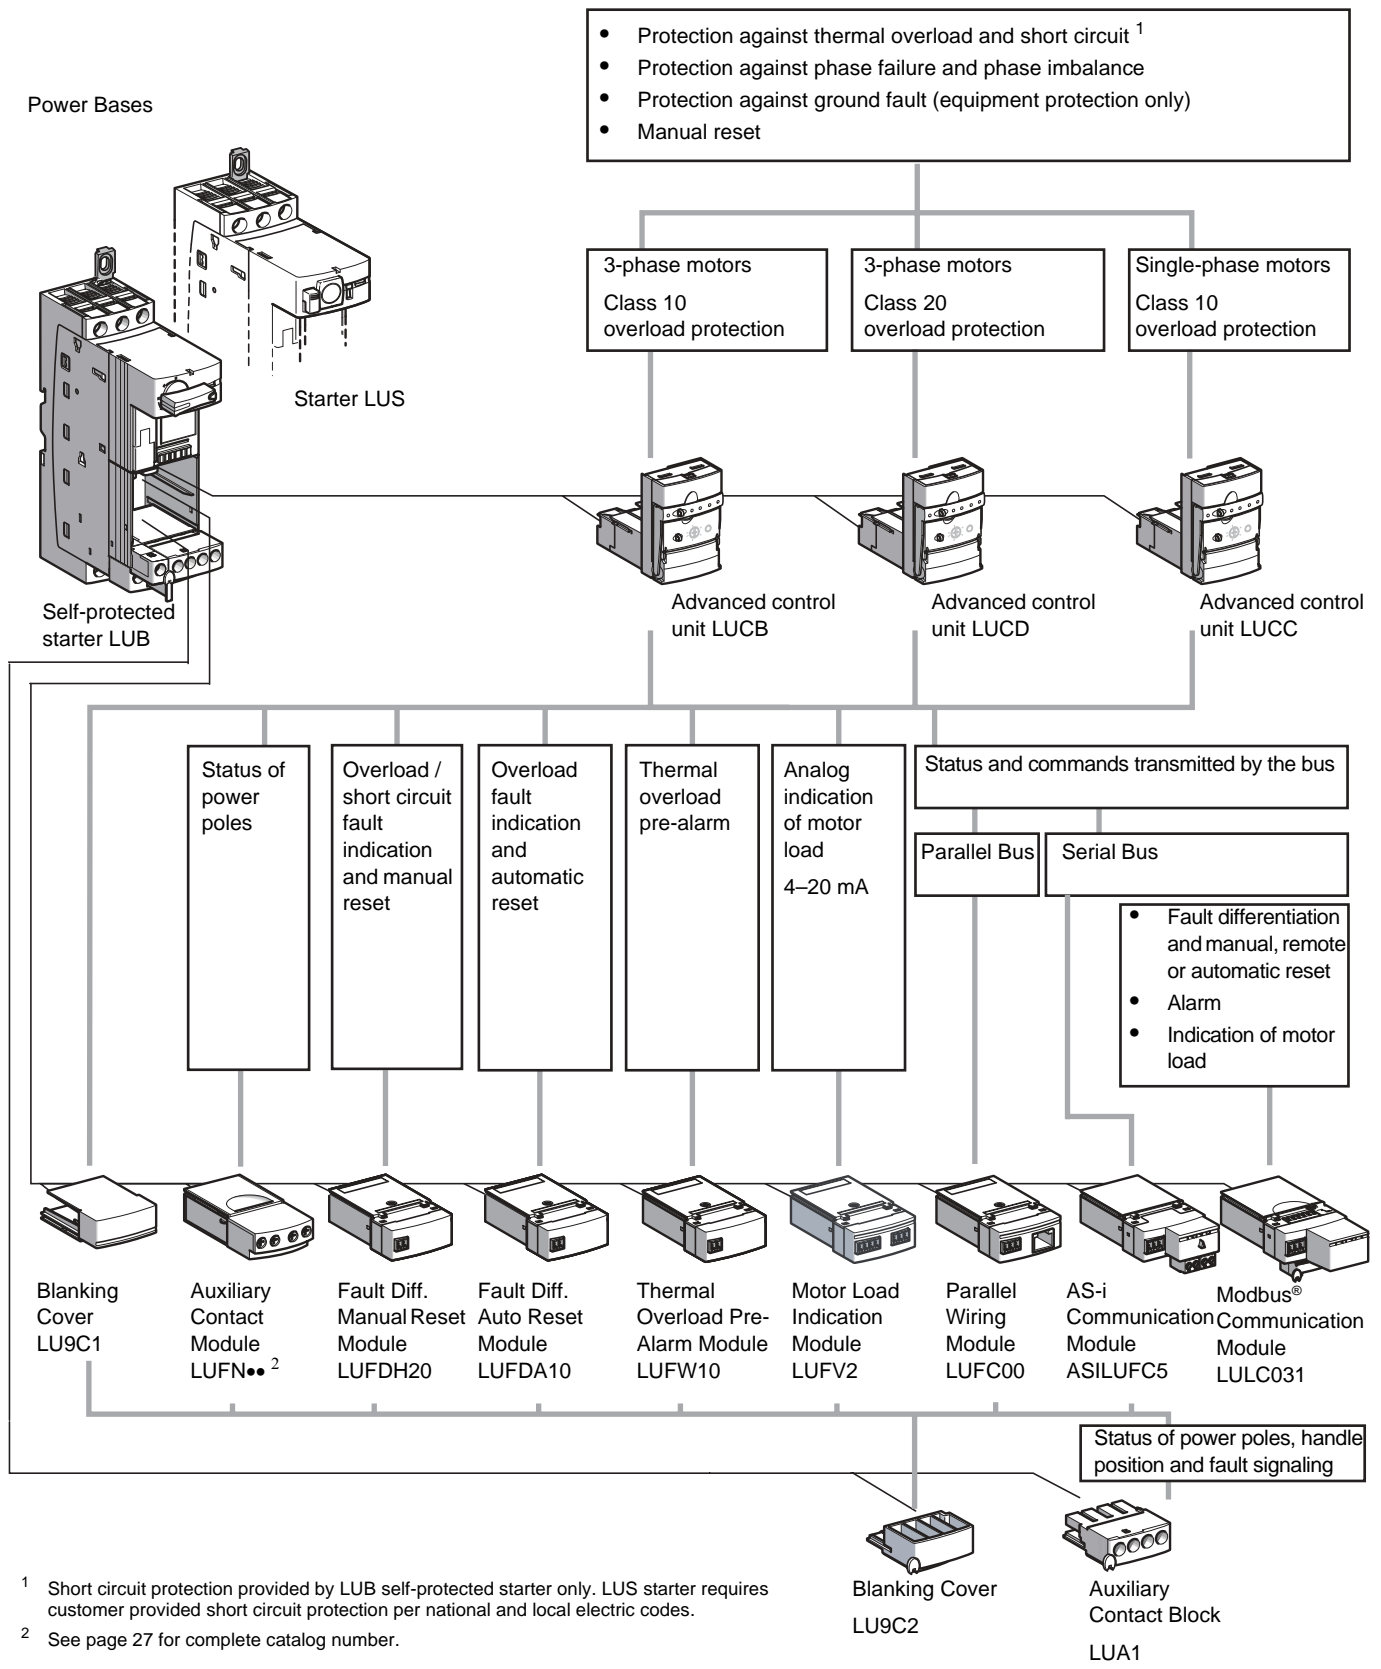 • Protection against thermal overload and short circuit 1
• Protection against phase failure and phase imbalance
• Protection against ground fault (equipment protection only)
• Manual reset
Power Bases
3-phase motors
Class 10
overload protection
3-phase motors
Class 20
overload protection
Single-phase motors
Class 10
overload protection
Starter LUS
Self-protected
starter LUB
Advanced control
unit LUCB
Advanced control
unit LUCD
Advanced control
unit LUCC
Status of
power
poles
Overload /
short circuit
fault
indication
and manual
reset
Overload
fault
indication
and
automatic
reset
Thermal
overload
pre-alarm
Analog
indication
of motor
load
4–20 mA
Status and commands transmitted by the bus
Parallel Bus
Serial Bus
• Fault differentiation
and manual, remote
or automatic reset
• Alarm
• Indication of motor
load
Blanking
Cover
LU9C1
Auxiliary
Contact
Module
LUFN•• 2
Fault Diff.
Manual Reset
Module
LUFDH20
Fault Diff.
Auto Reset
Module
LUFDA10
Thermal
Overload Pre-
Alarm Module
LUFW10
Motor Load
Indication
Module
LUFV2
Parallel
Wiring
Module
LUFC00
AS-i
Communication
Module
ASILUFC5
Modbus®
Communication
Module
LULC031
Status of power poles, handle
position and fault signaling
Blanking Cover
LU9C2
Auxiliary
Contact Block
LUA1
1 Short circuit protection provided by LUB self-protected starter only. LUS starter requires
customer provided short circuit protection per national and local electric codes.
2 See page 27 for complete catalog number.